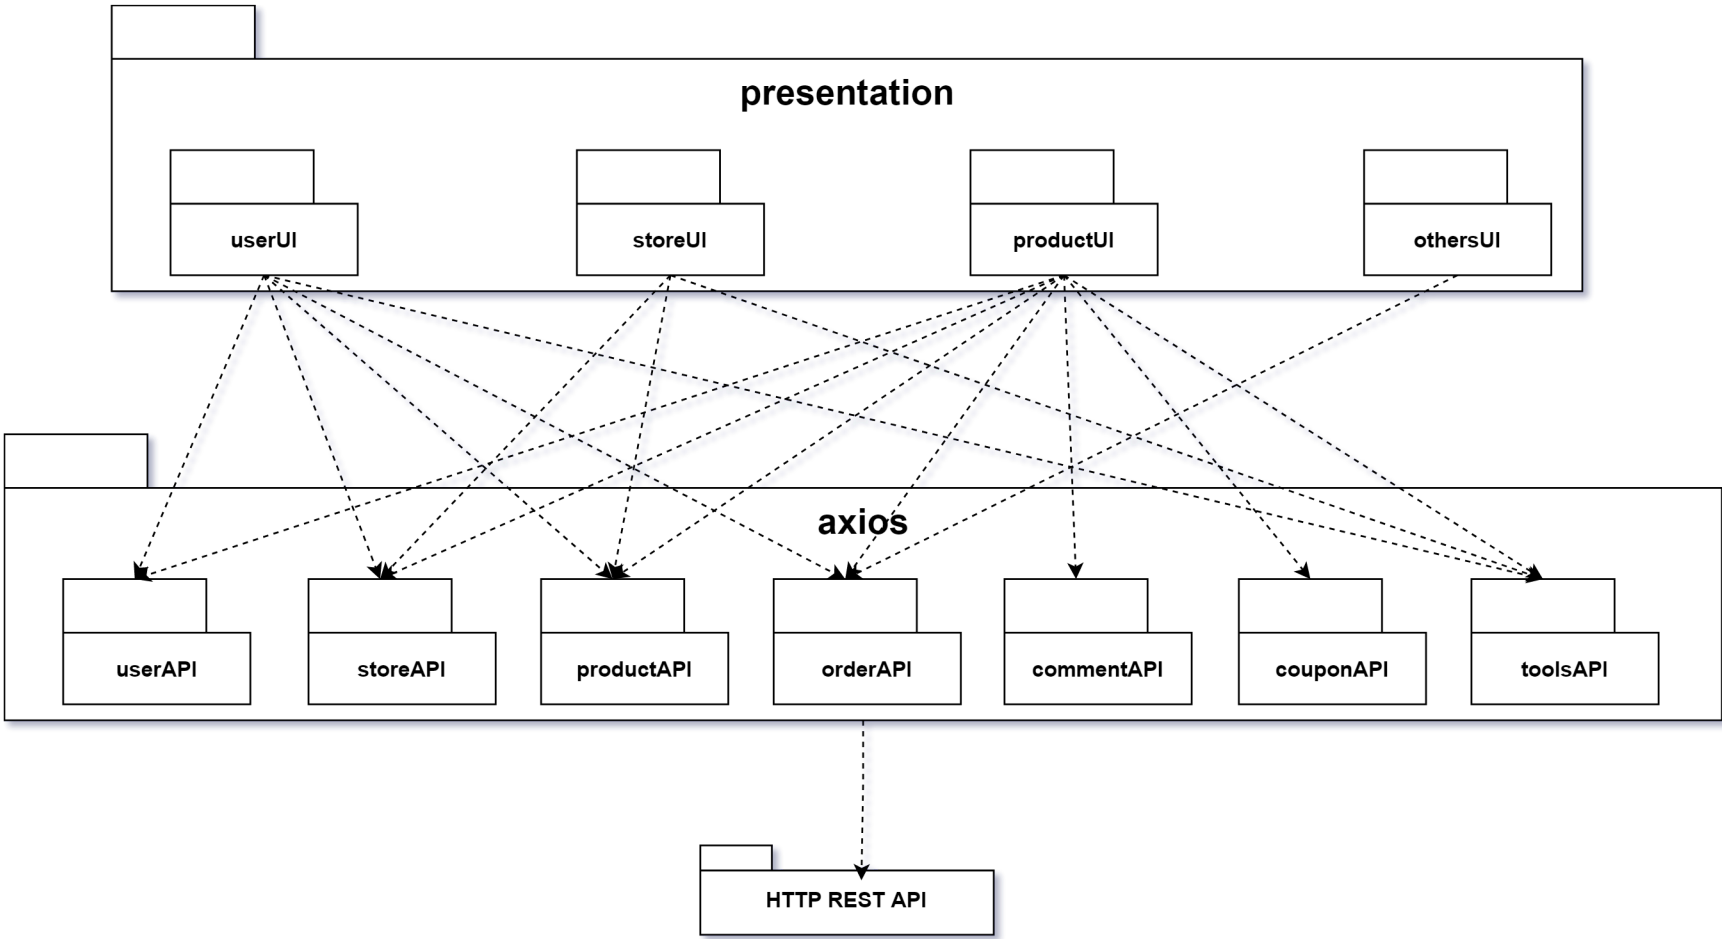 presentation
userUI
storeUI
productUI
othersUI
axios
userAPI
storeAPI
productAPI
orderAPI
commentAPI
couponAPI
toolsAPI
HTTP REST API